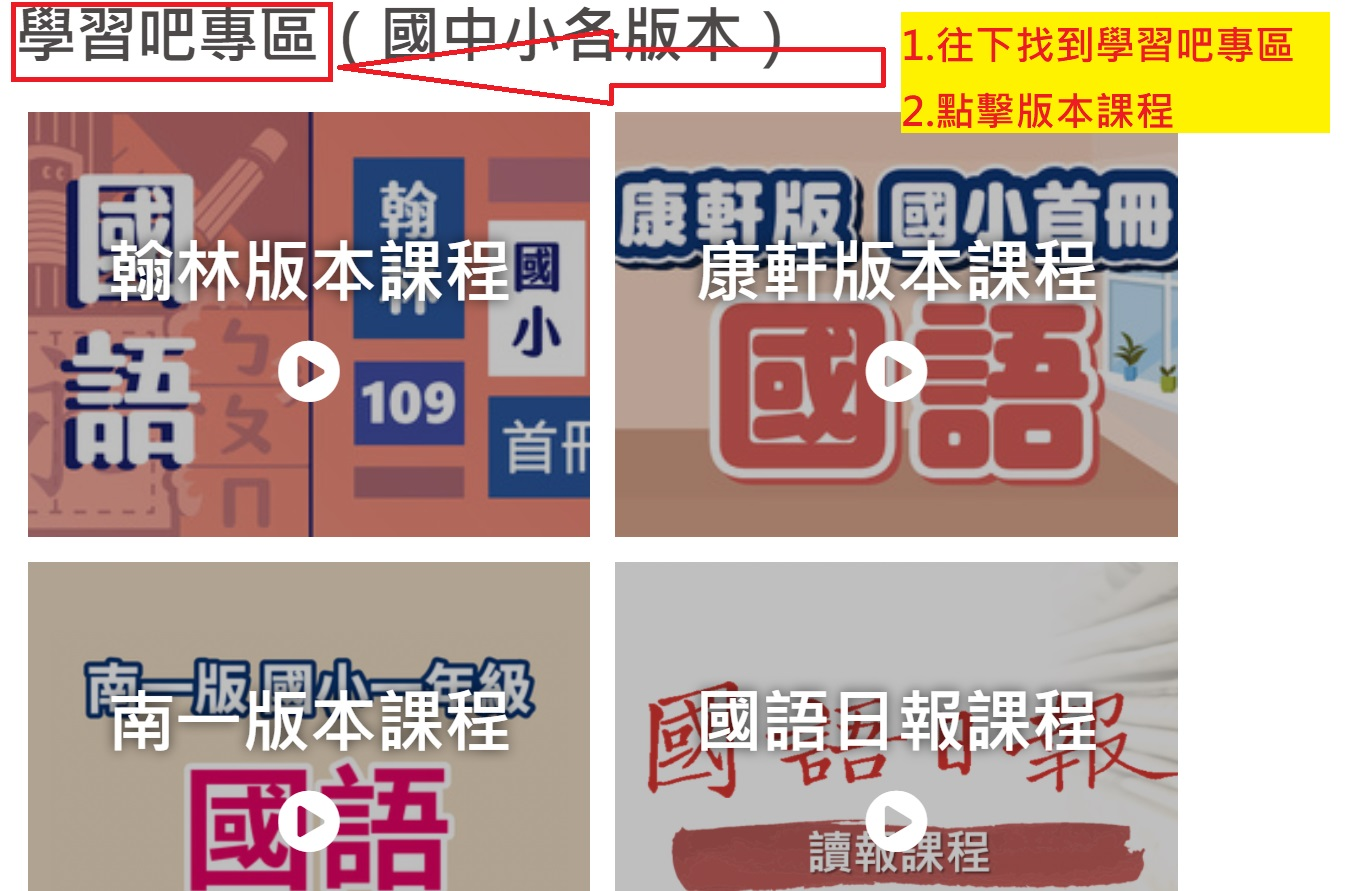 學習吧專區（國中小各版本）
1.往下找到學習吧專區
2.點擊版本課程
國語
翰林
國小
109
首冊
翰林版本課程
ㄅ
ㄆ
ㄇ
康軒版 國小首冊
康軒版本課程
國語
南一版 國小一年級
南一版本課程
國語
國語日報
國語日報課程
讀報課程